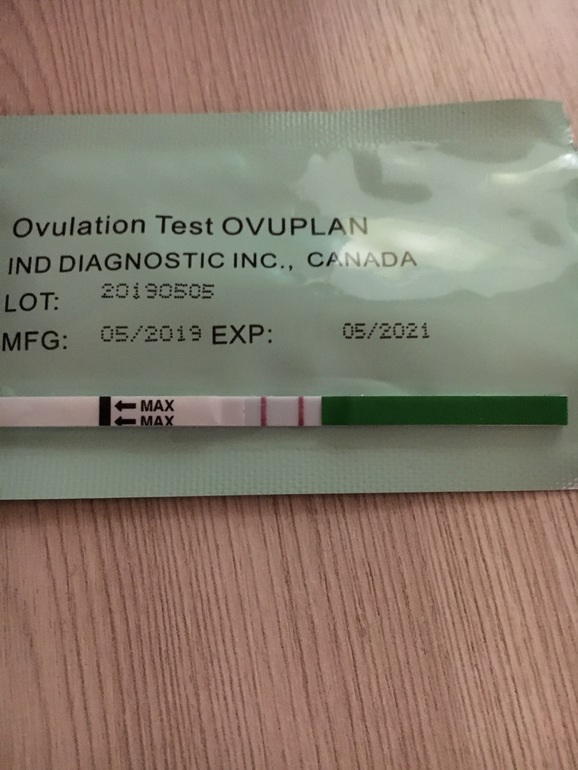 Ovulation Test OVUPLAN
IND DIAGNOSTIC INC., CANADA
LOT: 20190505
MFG: 05/2019 EXP: 05/2021
MAX
MAX